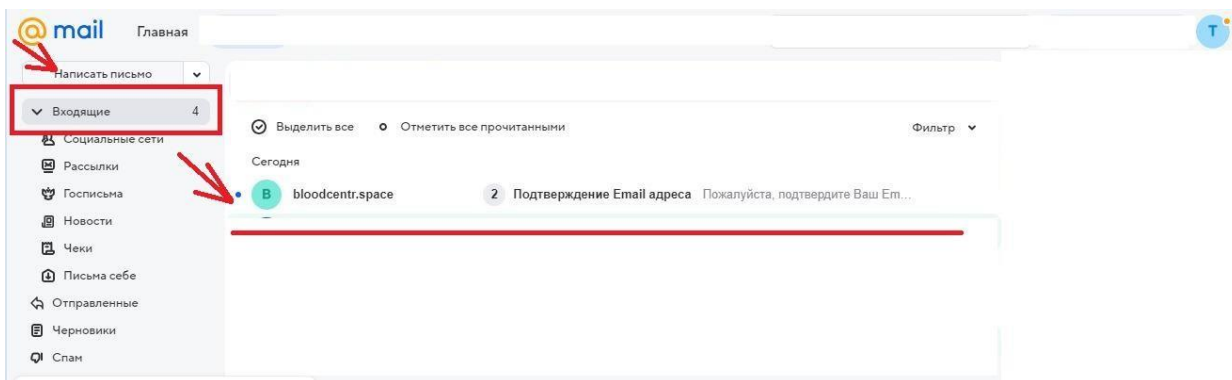 mail Главная T
Написать письмо
Входящие 4
Социальные сети
Рассылки
Госписьма
Новости
Чеки
Письма себе
Отправленные
Черновики
Спам
Выделить все Отметить все прочитанными Фильтр
Сегодня
B bloodcentr.space 2 Подтверждение Email адреса Пожалуйста, подтвердите Ваш Em...